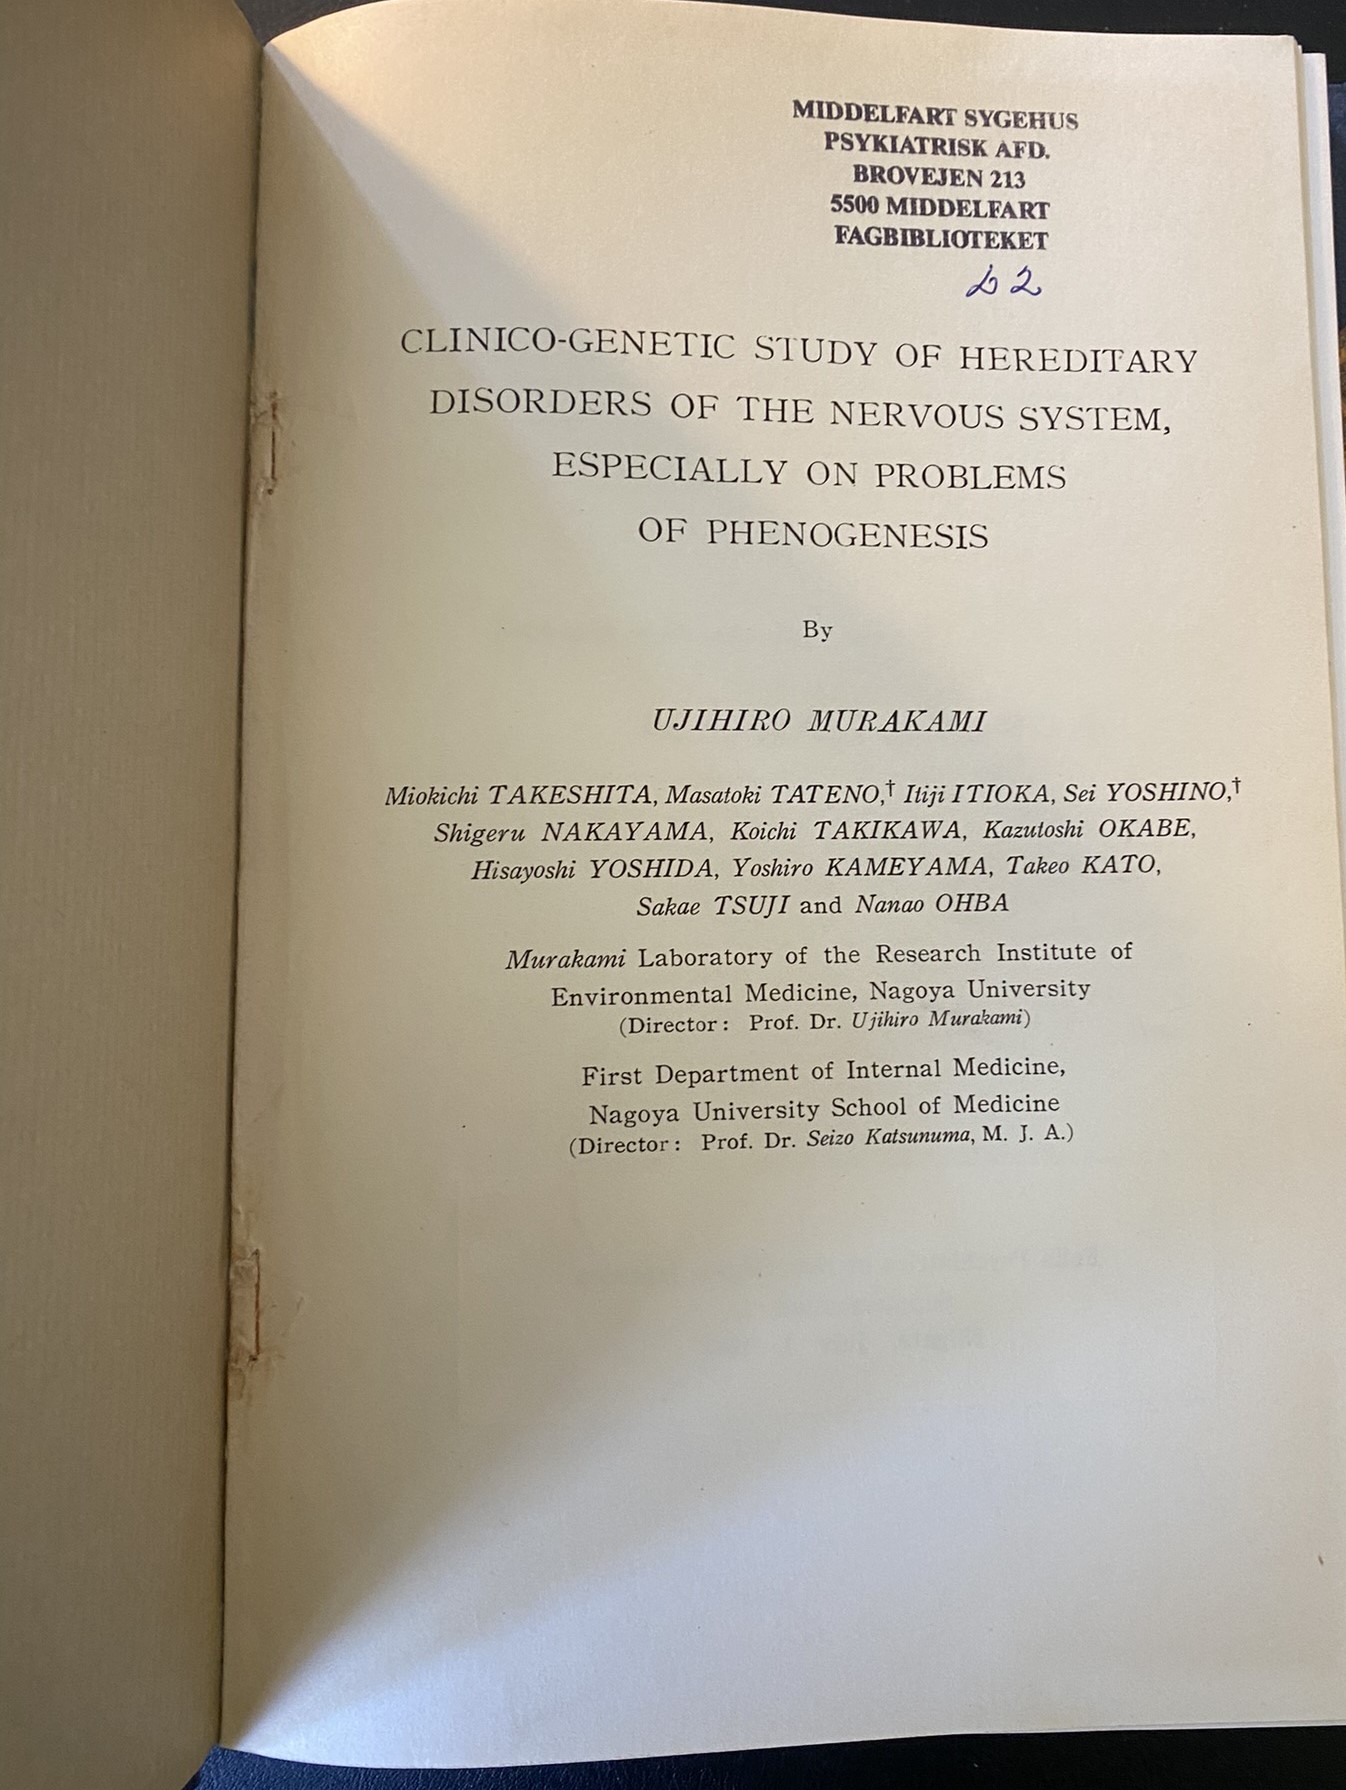 MIDDELFART SYGEHUS
PSYKIATRISK AFD.
BROVEJEN 213
5500 MIDDELFART
FAGBIBLIOTEKET
CLINICO-GENETIC STUDY OF HEREDITARY
DISORDERS OF THE NERVOUS SYSTEM,
ESPECIALLY ON PROBLEMS
OF PHENOGENESIS
By
UJIHIRO MURAKAMI
Miokichi TAKESHITA, Masatoki TATENO,† Itiji ITIOKA, Sei YOSHINO,†
Shigeru NAKAYAMA, Koichi TAKIKAWA, Kazutoshi OKABE,
Hisayoshi YOSHIDA, Yoshiro KAMEYAMA, Takeo KATO,
Sakae TSUJI and Nanao OHBA
Murakami Laboratory of the Research Institute of
Environmental Medicine, Nagoya University
(Director: Prof. Dr. Ujihiro Murakami)
First Department of Internal Medicine,
Nagoya University School of Medicine
(Director: Prof. Dr. Seizo Katsunuma, M. J. A.)